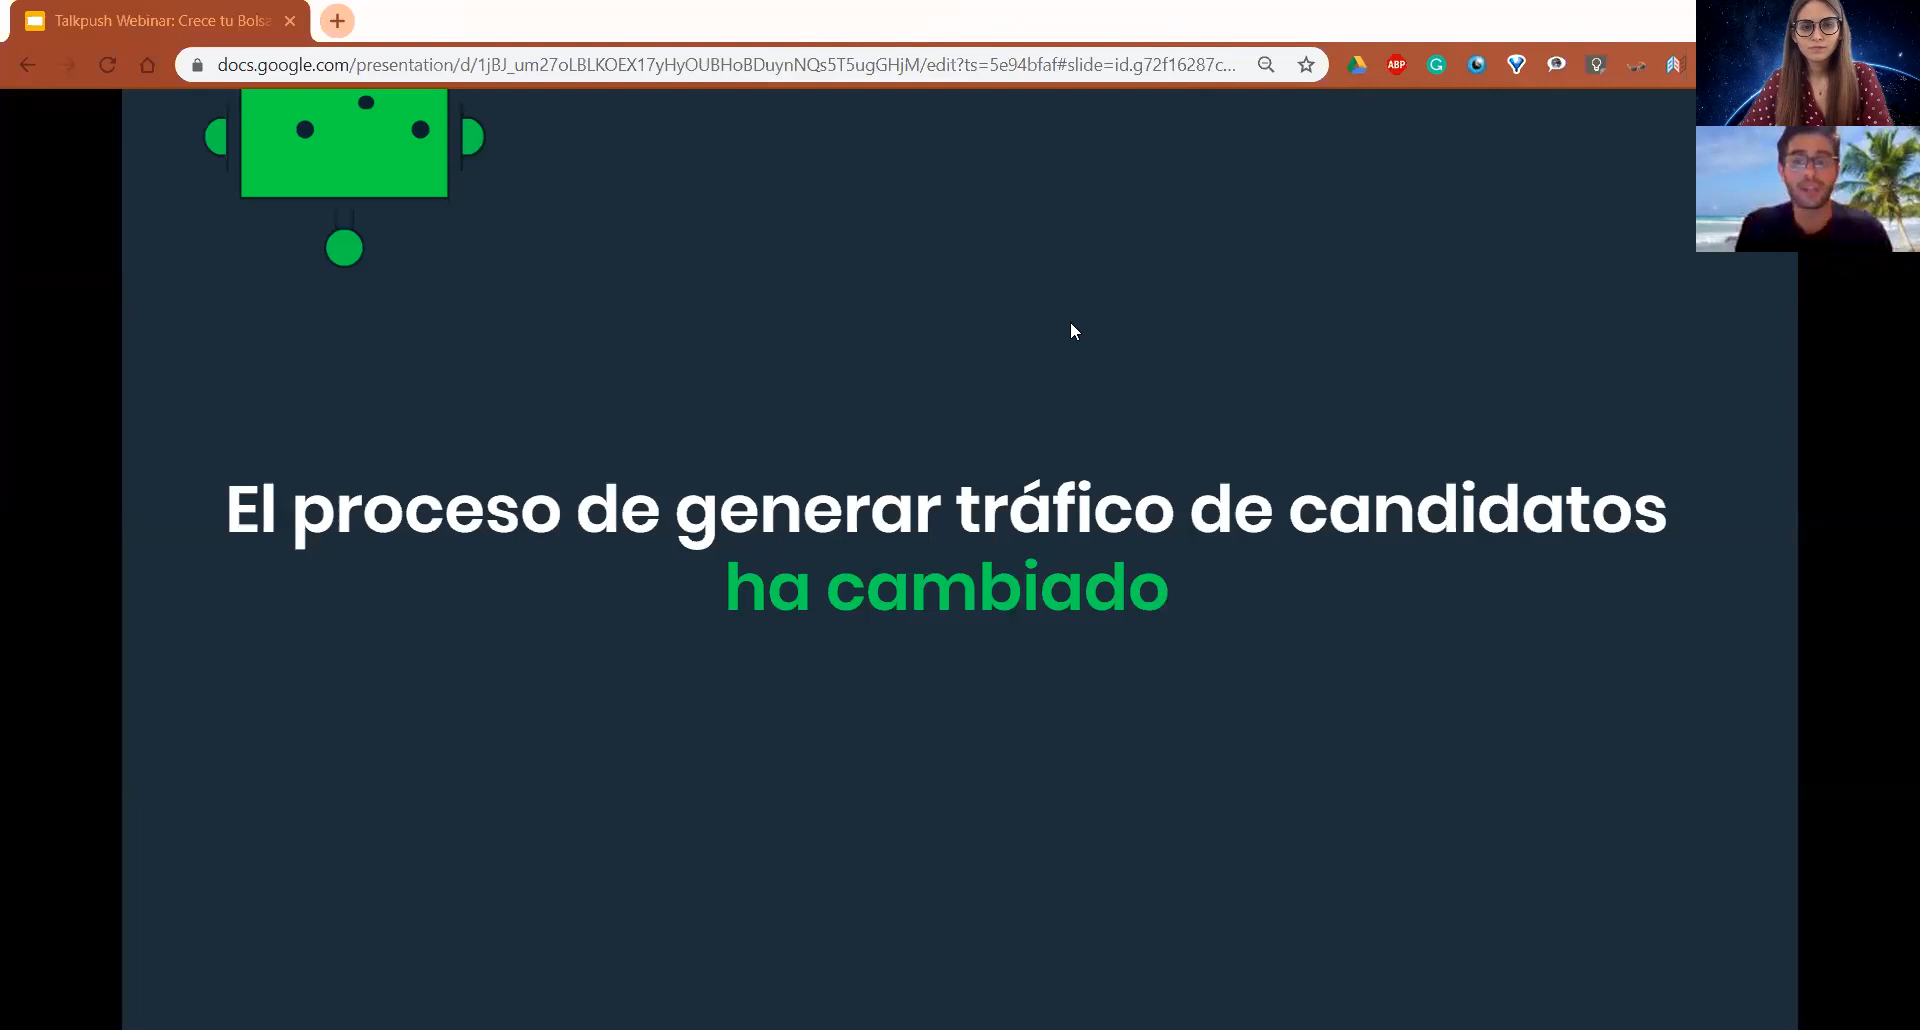 Talkpush Webinar: Crece tu Bolsa
docs.google.com/presentation/d/1jBJ_um27oLBLKOEX17yHyOUBHoBDuynNQs5T5ugGHjM/edit?ts=5e94bfaf#slide=id.g72f16287c...
ABP
El proceso de generar tráfico de candidatos
ha cambiado